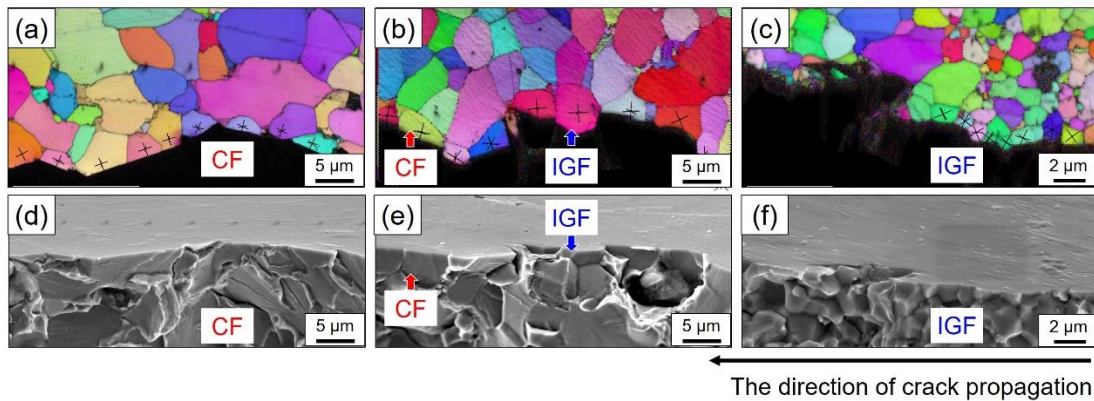 (a)
CF
5 µm
(b)
CF
IGF
5 µm
(c)
IGF
2 µm
(d)
CF
5 µm
(e)
IGF
CF
5 µm
(f)
IGF
2 µm
The direction of crack propagation